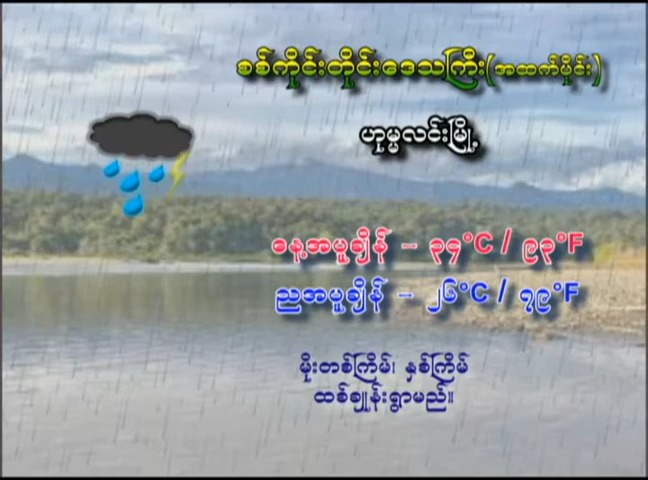 စစ်ကိုင်းတိုင်းဒေသကြီး(အထက်ပိုင်း)
ဟုမ္မလင်းမြို့
နေ့အပူချိန် – ၃၄°C / ၉၃°F
ညအပူချိန် – ၂၆°C / ၇၉°F
မိုးတစ်ကြိမ်၊ နှစ်ကြိမ်
ထစ်ချုန်းရွာမည်။